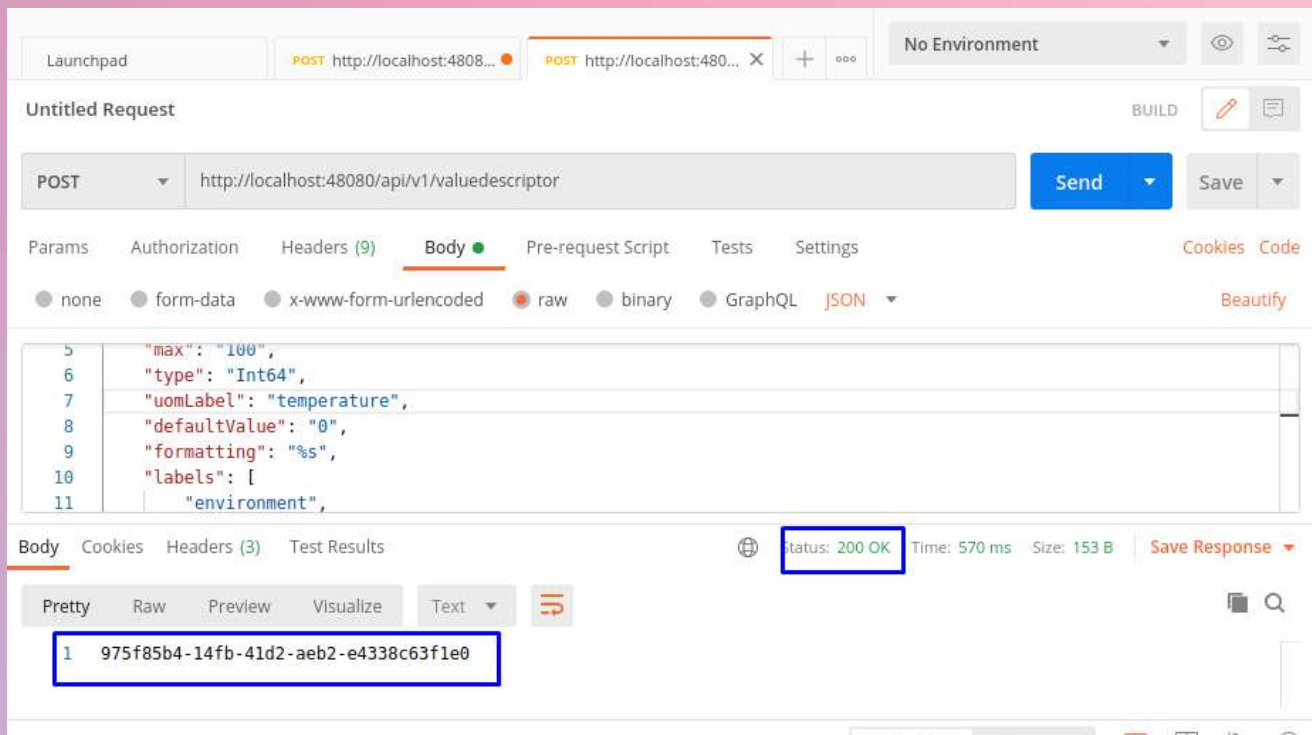 Launchpad
POST http://localhost:4808...
POST http://localhost:480...
No Environment
Untitled Request
BUILD
POST
http://localhost:48080/api/v1/valuedescriptor
Send
Save
Params Authorization Headers (9) Body Pre-request Script Tests Settings Cookies Code
none form-data x-www-form-urlencoded raw binary GraphQL JSON Beautify
5 "max": "100",
6 "type": "Int64",
7 "uomLabel": "temperature",
8 "defaultValue": "0",
9 "formatting": "%s",
10 "labels": [
11 "environment",
Body Cookies Headers (3) Test Results Status: 200 OK Time: 570 ms Size: 153 B Save Response
Pretty Raw Preview Visualize Text
1 975f85b4-14fb-41d2-aeb2-e4338c63f1e0